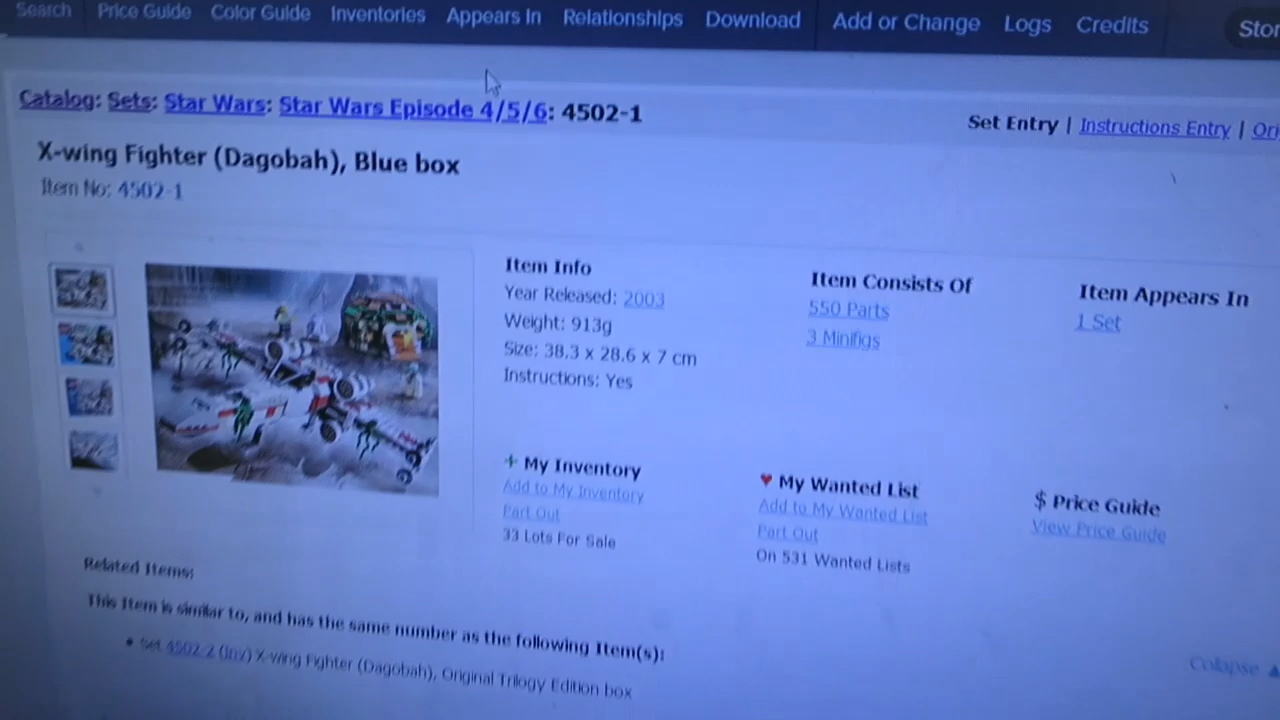 Search Price Guide Color Guide Inventories Appears In Relationships Download Add or Change Logs Credits
Catalog: Sets: Star Wars: Star Wars Episode 4/5/6: 4502-1
Set Entry | Instructions Entry |
X-wing Fighter (Dagobah), Blue box
Item No: 4502-1
Item Info
Year Released: 2003
Weight: 913g
Size: 38.3 x 28.6 x 7 cm
Instructions: Yes
Item Consists Of
550 Parts
3 Minifigs
Item Appears In
1 Set
+ My Inventory
Add to My Inventory
Part Out
33 Lots For Sale
♥ My Wanted List
Add to My Wanted List
Part Out
On 531 Wanted Lists
$ Price Guide
View Price Guide
Related Items:
This Item is similar to, and has the same number as the following Item(s):
• Set 4502-2 (Inv) X-wing Fighter (Dagobah), Original Trilogy Edition box
Collapse ▲